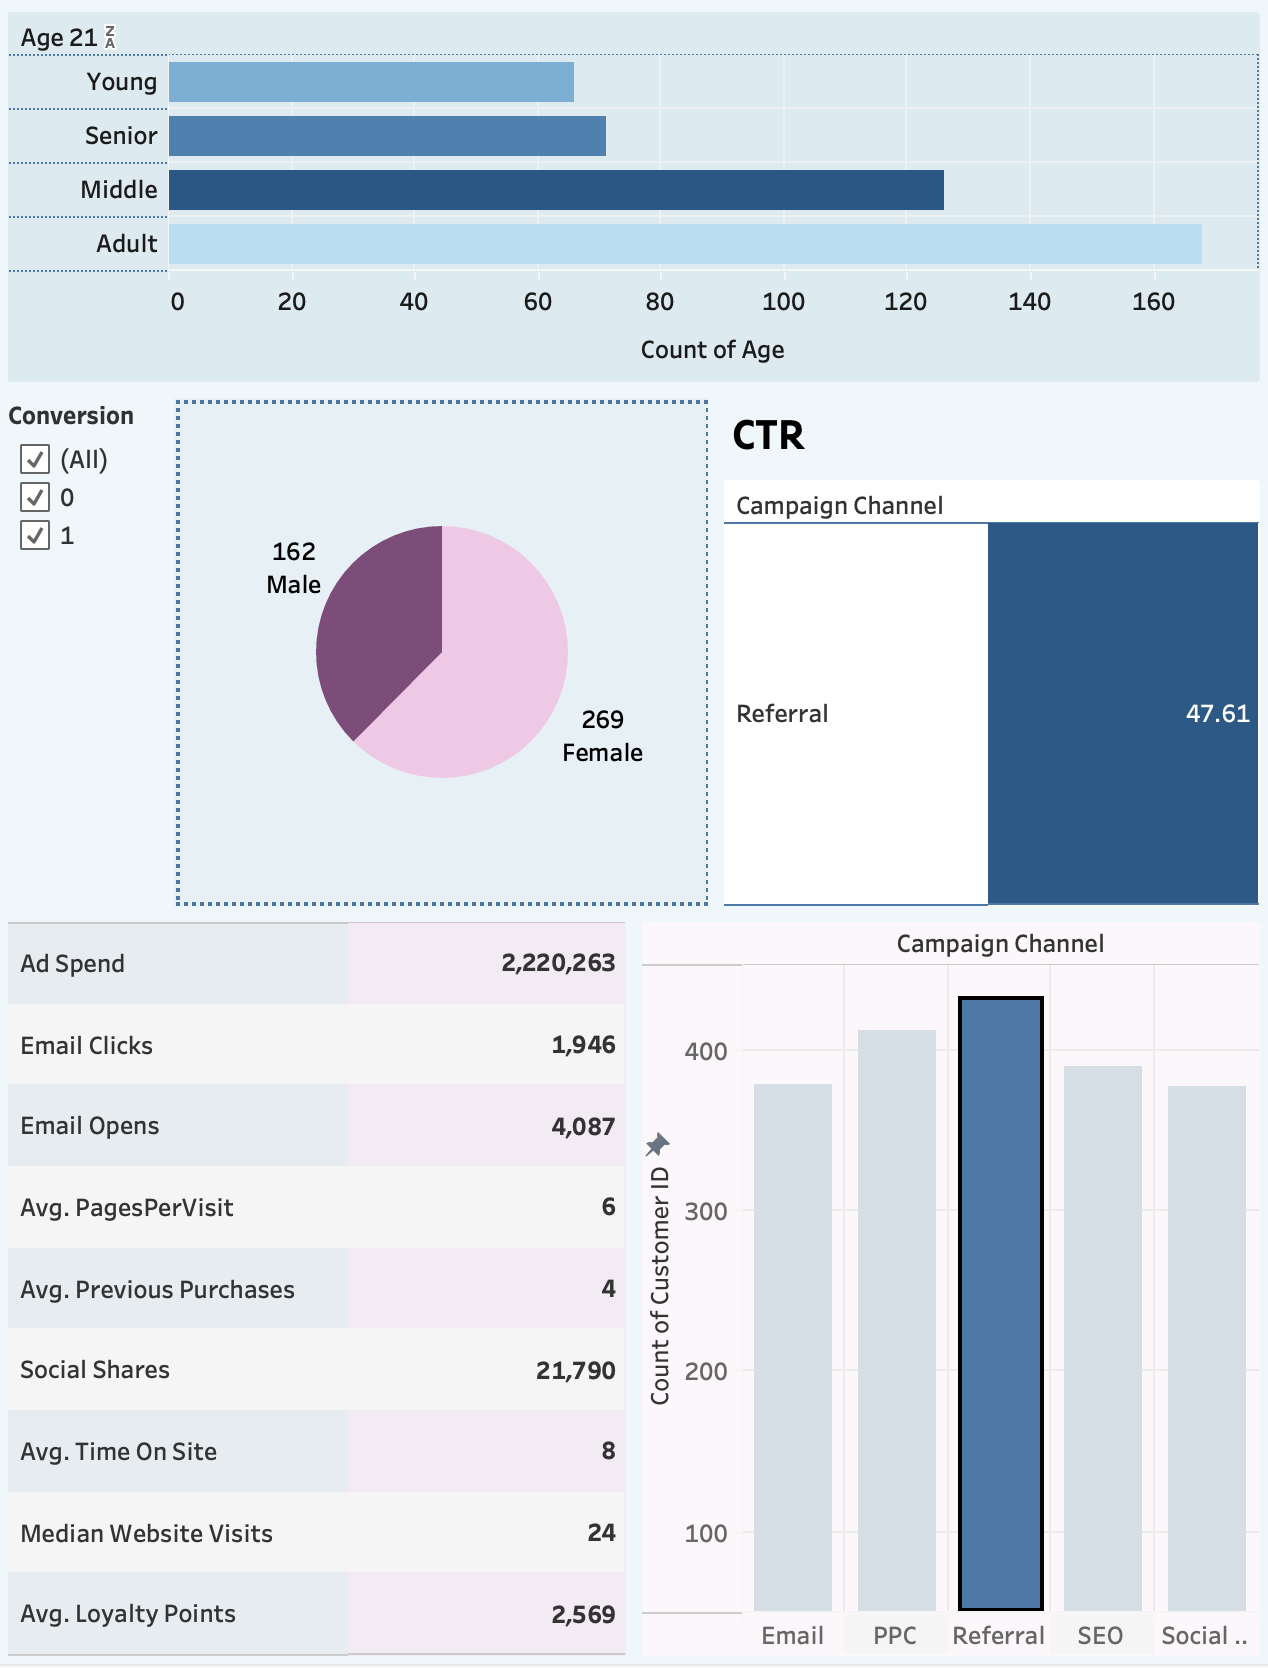 Age 21 ZA
Young
Senior
Middle
Adult
0 20 40 60 80 100 120 140 160
Count of Age
Conversion
(All)
0
1
162
Male
269
Female
CTR
Campaign Channel
Referral 47.61
Ad Spend 2,220,263
Email Clicks 1,946
Email Opens 4,087
Avg. PagesPerVisit 6
Avg. Previous Purchases 4
Social Shares 21,790
Avg. Time On Site 8
Median Website Visits 24
Avg. Loyalty Points 2,569
Campaign Channel
Count of Customer ID
400
300
200
100
Email PPC Referral SEO Social ..